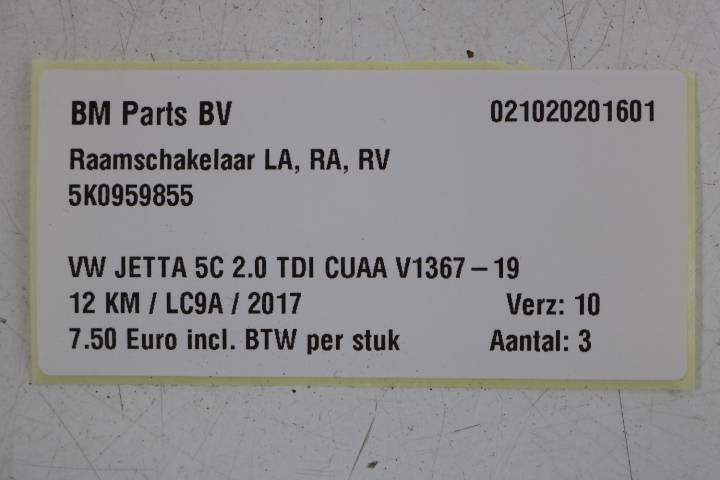 BM Parts BV 021020201601
Raamschakelaar LA, RA, RV
5K0959855
VW JETTA 5C 2.0 TDI CUAA V1367 – 19
12 KM / LC9A / 2017 Verz: 10
7.50 Euro incl. BTW per stuk Aantal: 3